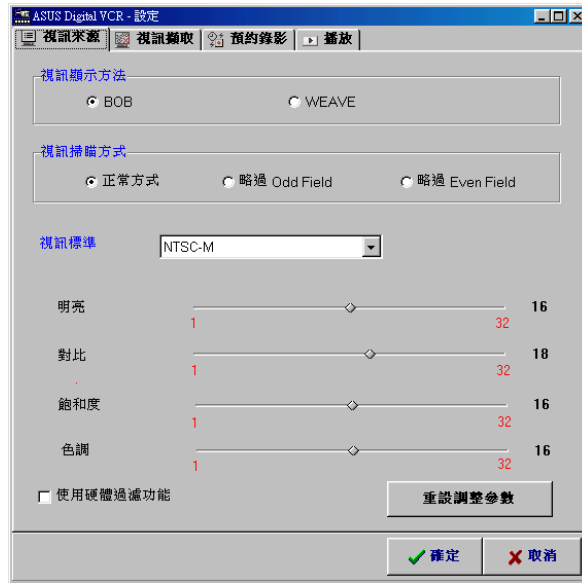 ASUS Digital VCR - 設定
視訊來源 視訊擷取 預約錄影 播放
視訊顯示方法
BOB WEAVE
視訊掃瞄方式
正常方式 略過 Odd Field 略過 Even Field
視訊標準 NTSC-M
明亮 16
1 32
對比 18
1 32
飽和度 16
1 32
色調 16
1 32
使用硬體過濾功能 重設調整參數
確定 取消